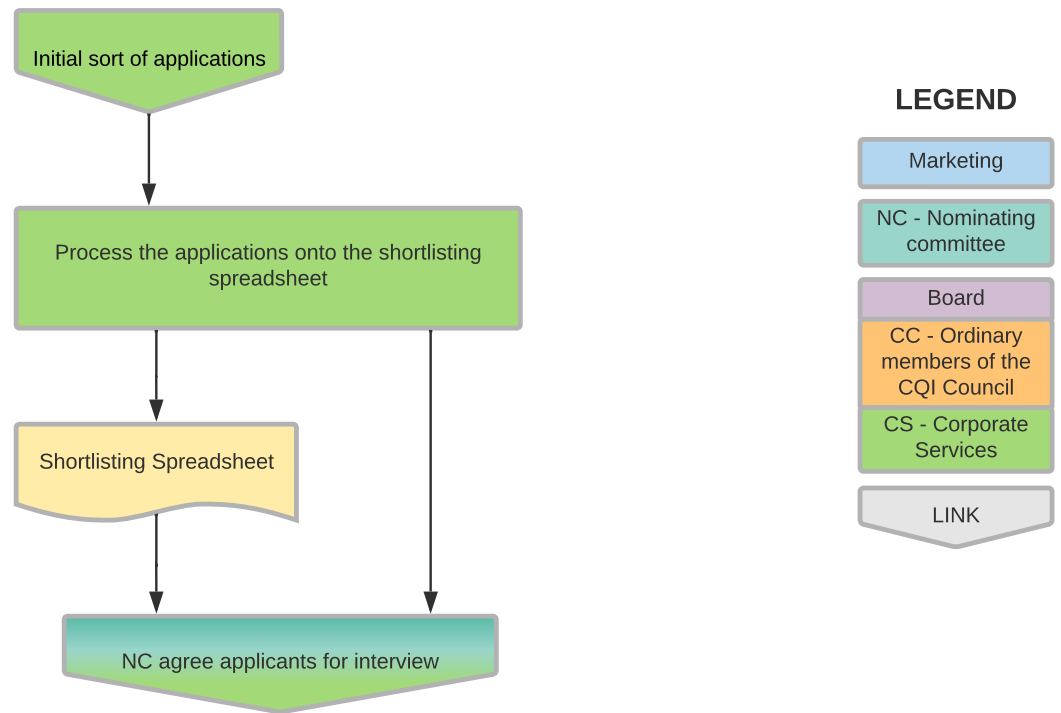 Initial sort of applications
Process the applications onto the shortlisting
spreadsheet
Shortlisting Spreadsheet
NC agree applicants for interview
LEGEND
Marketing
NC - Nominating
committee
Board
CC - Ordinary
members of the
CQI Council
CS - Corporate
Services
LINK